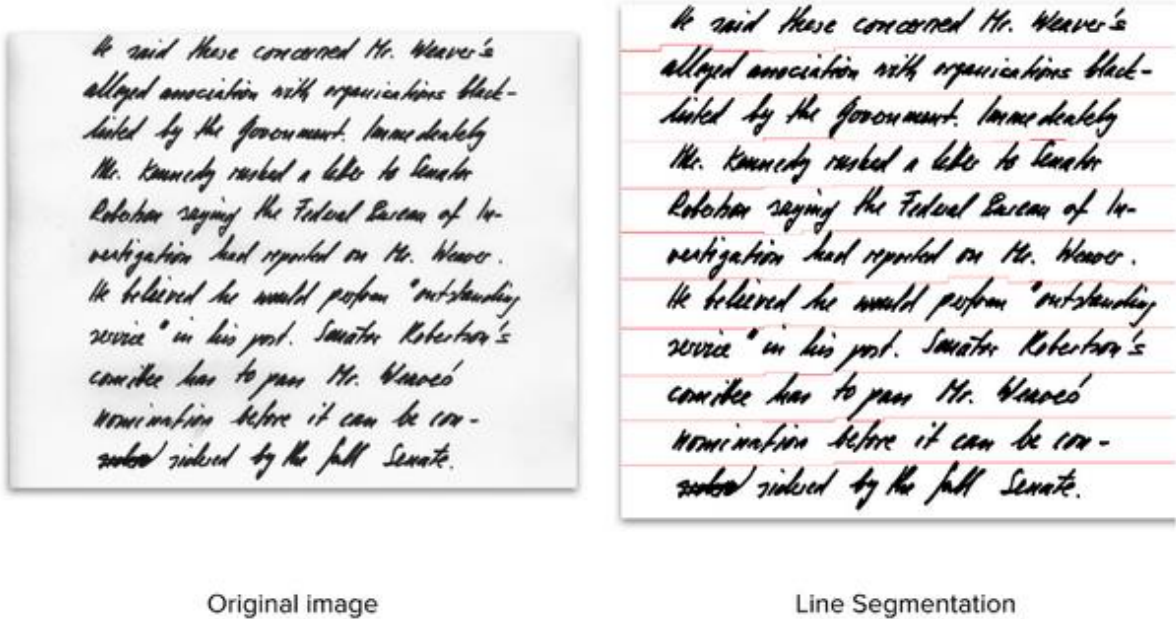 He said these concerned Mr. Weaver's
alleged association with organisations black-
listed by the Government. Immedeately
Mr. Kennedy rushed a letter to Senator
Robertson saying the Federal Bureau of In-
vestigation had reported on Mr. Weaver.
He believed he would perform "outstanding
service" in his post. Senator Robertson's
comitee has to pass Mr. Weaver's
nomination before it can be con-
sidered by the full Senate.
Original image
He said these concerned Mr. Weaver's
alleged association with organisations black-
listed by the Government. Immedeately
Mr. Kennedy rushed a letter to Senator
Robertson saying the Federal Bureau of In-
vestigation had reported on Mr. Weaver.
He believed he would perform "outstanding
service" in his post. Senator Robertson's
comitee has to pass Mr. Weaver's
nomination before it can be con-
sidered by the full Senate.
Line Segmentation